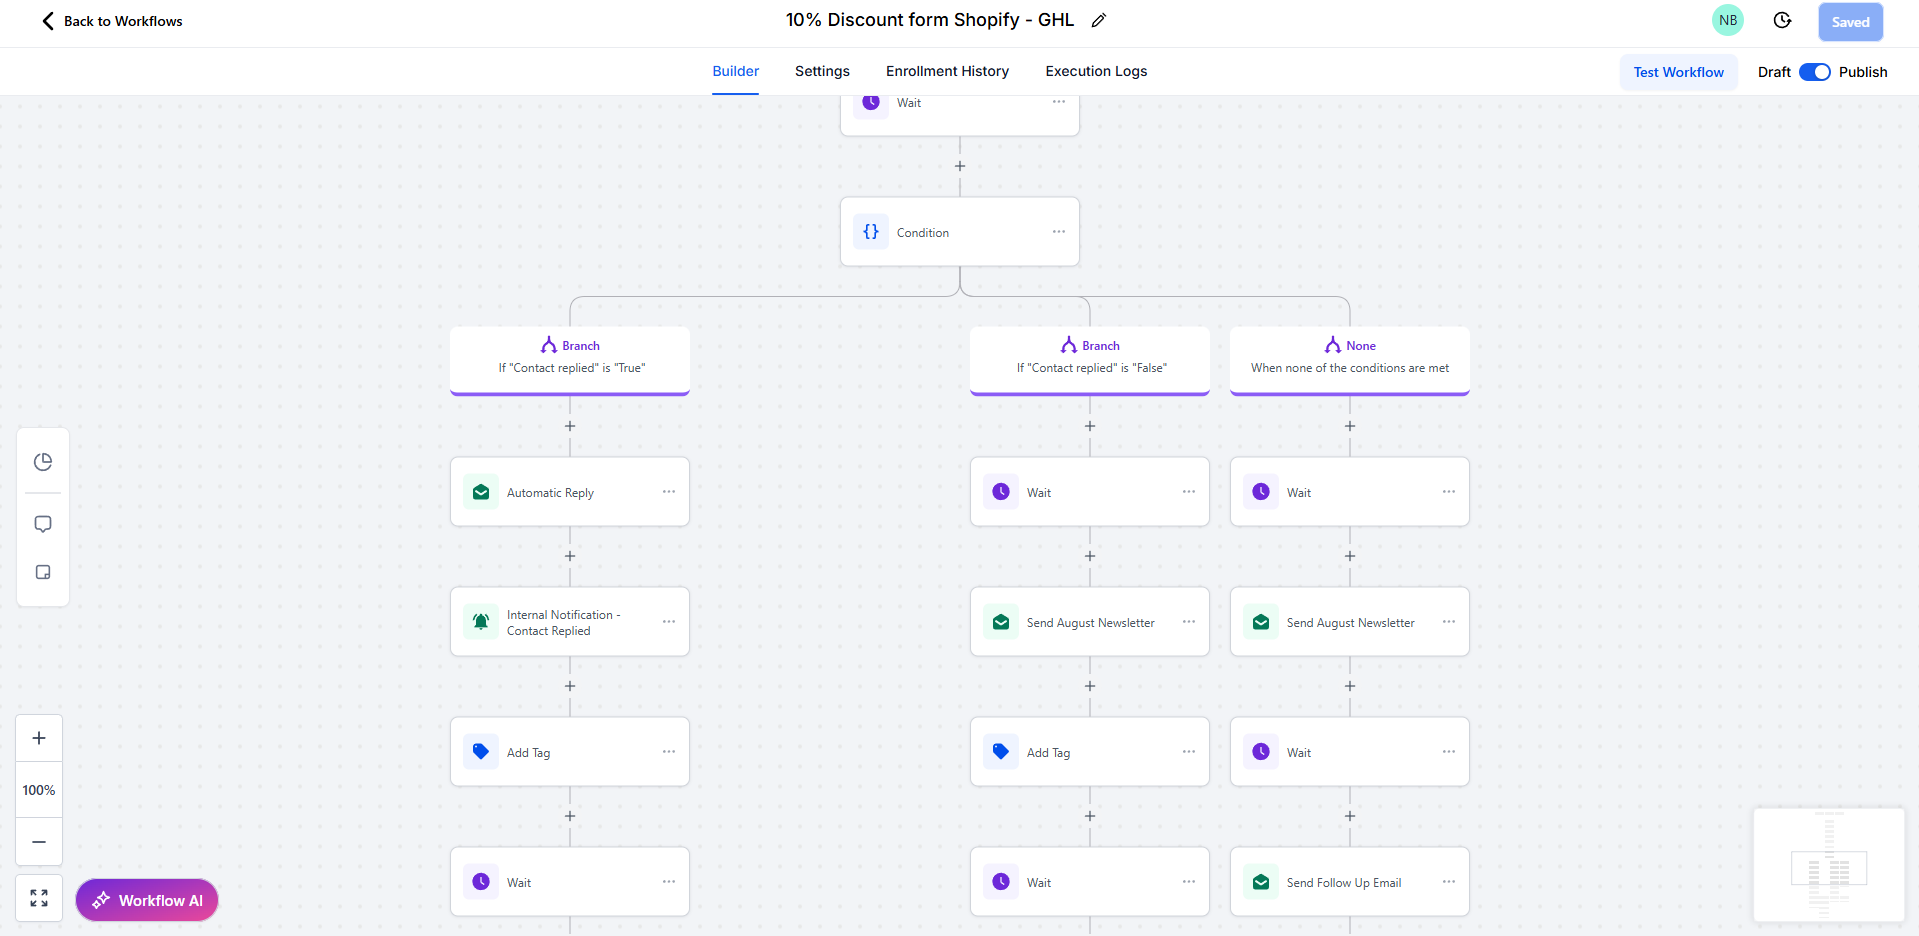 Back to Workflows
10% Discount form Shopify - GHL
NB
Saved
Builder
Settings
Enrollment History
Execution Logs
Test Workflow
Draft
Publish
Wait
Condition
Branch
If "Contact replied" is "True"
Branch
If "Contact replied" is "False"
None
When none of the conditions are met
Automatic Reply
Wait
Wait
Internal Notification -
Contact Replied
Send August Newsletter
Send August Newsletter
Add Tag
Add Tag
Wait
Wait
Wait
Send Follow Up Email
100%
Workflow AI